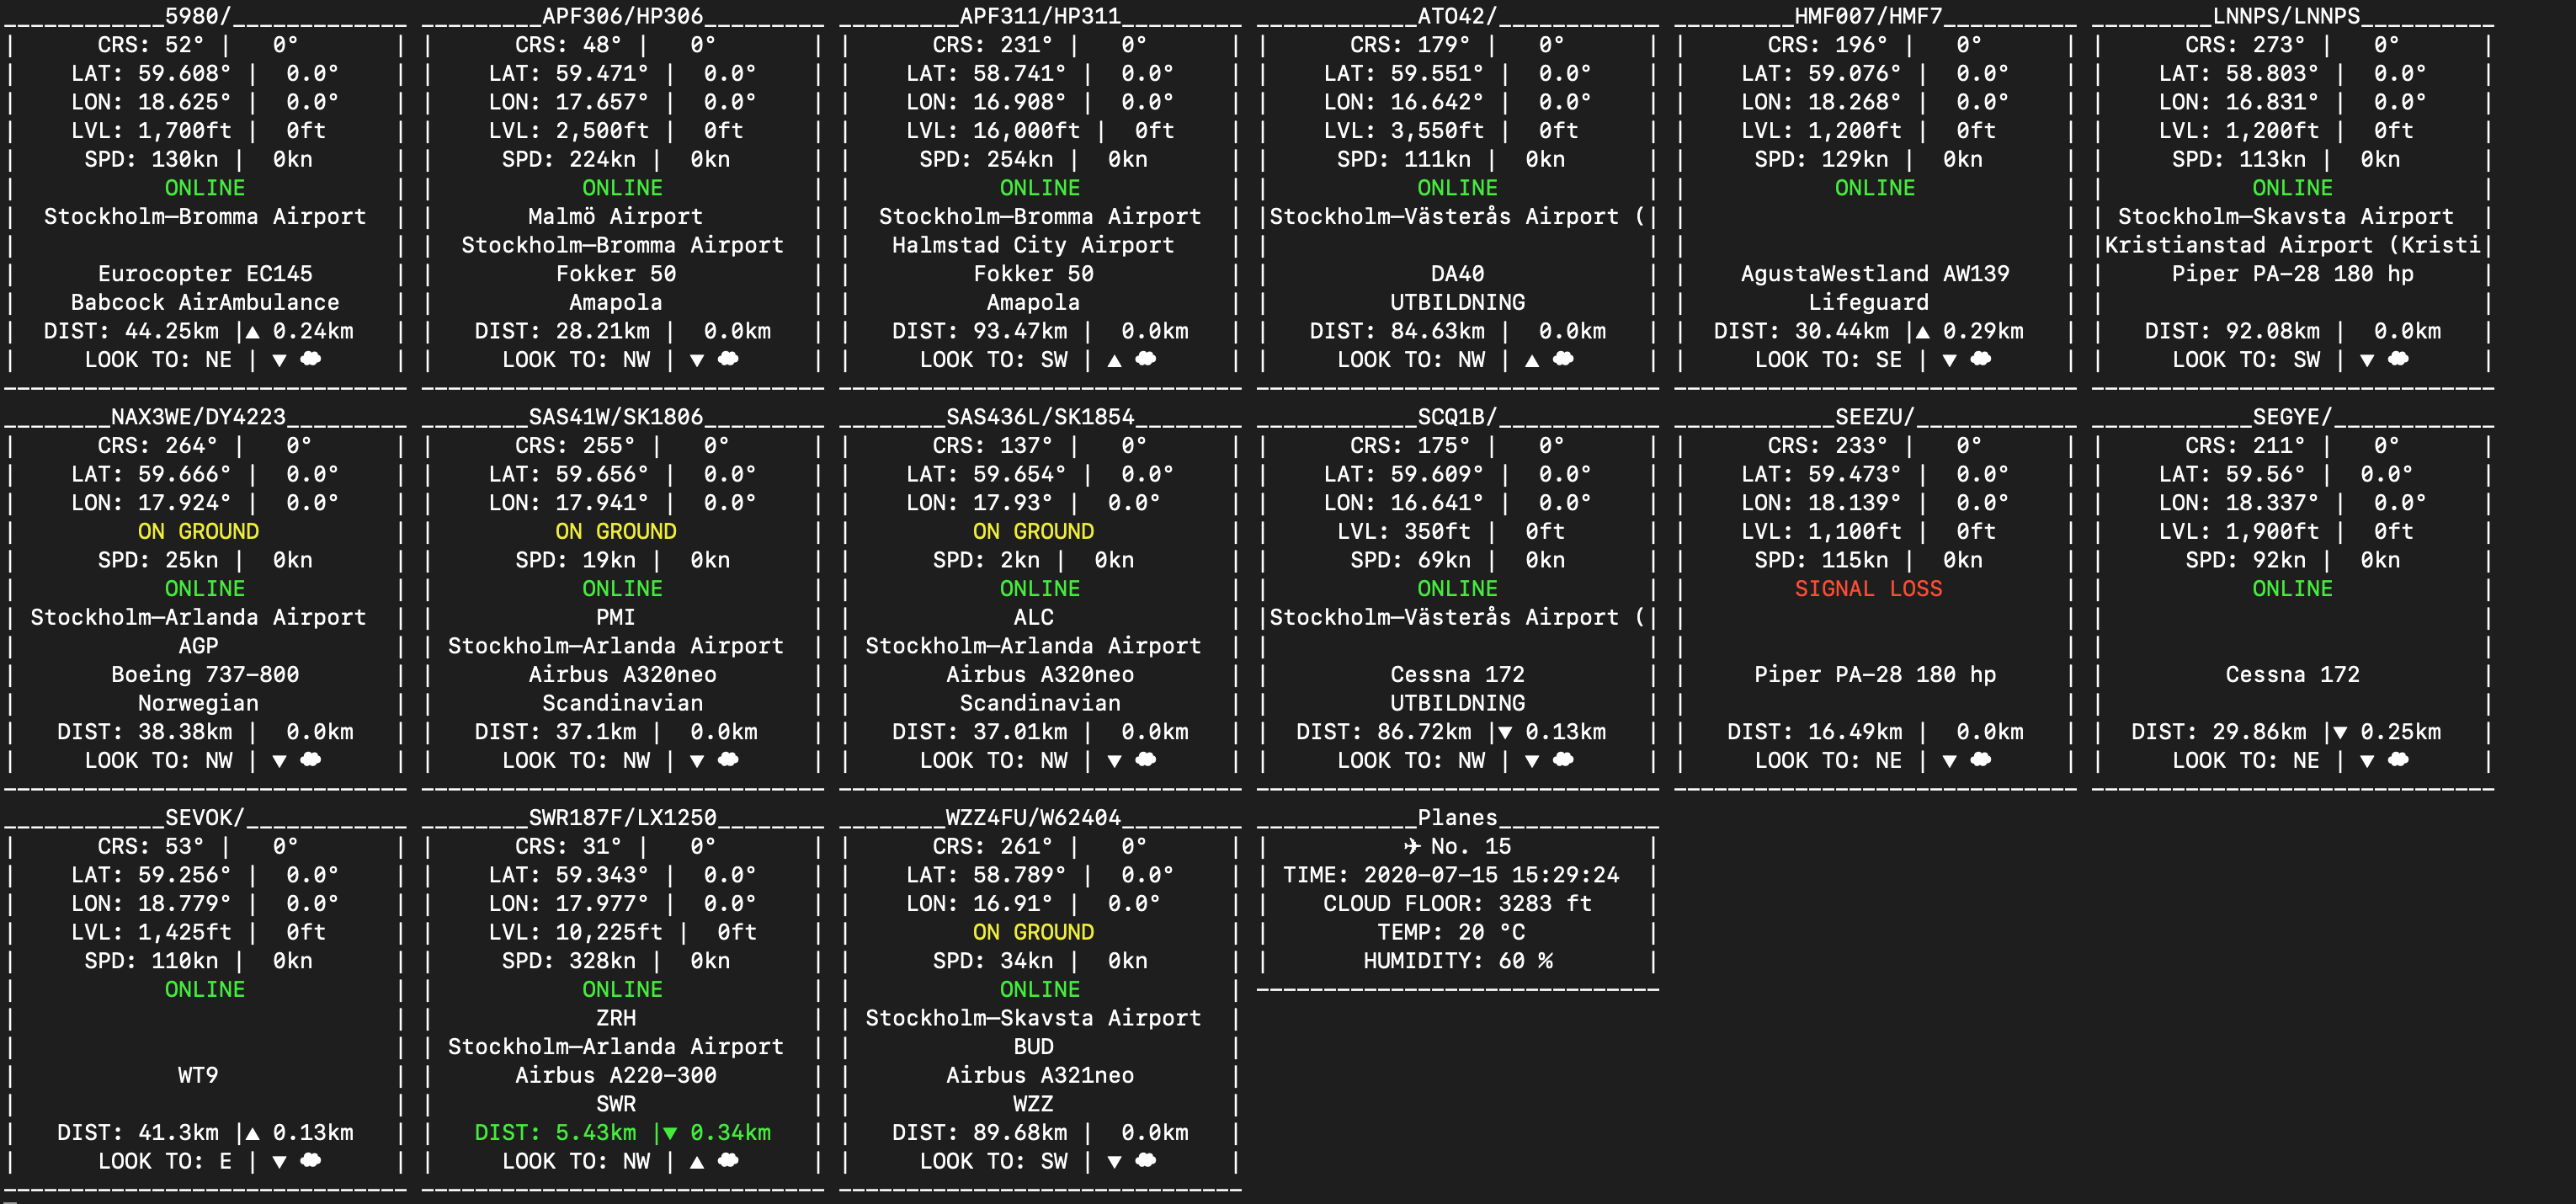 5980/
CRS: 52° | 0°
LAT: 59.608° | 0.0°
LON: 18.625° | 0.0°
LVL: 1,700ft | 0ft
SPD: 130kn | 0kn
ONLINE
Stockholm—Bromma Airport
Eurocopter EC145
Babcock AirAmbulance
DIST: 44.25km |▲ 0.24km
LOOK TO: NE | ▼ ☁
APF306/HP306
CRS: 48° | 0°
LAT: 59.471° | 0.0°
LON: 17.657° | 0.0°
LVL: 2,500ft | 0ft
SPD: 224kn | 0kn
ONLINE
Malmö Airport
Stockholm—Bromma Airport
Fokker 50
Amapola
DIST: 28.21km | 0.0km
LOOK TO: NW | ▼ ☁
APF311/HP311
CRS: 231° | 0°
LAT: 58.741° | 0.0°
LON: 16.908° | 0.0°
LVL: 16,000ft | 0ft
SPD: 254kn | 0kn
ONLINE
Stockholm—Bromma Airport
Halmstad City Airport
Fokker 50
Amapola
DIST: 93.47km | 0.0km
LOOK TO: SW | ▲ ☁
ATO42/
CRS: 179° | 0°
LAT: 59.551° | 0.0°
LON: 16.642° | 0.0°
LVL: 3,550ft | 0ft
SPD: 111kn | 0kn
ONLINE
Stockholm—Västerås Airport (
DA40
UTBILDNING
DIST: 84.63km | 0.0km
LOOK TO: NW | ▲ ☁
HMF007/HMF7
CRS: 196° | 0°
LAT: 59.076° | 0.0°
LON: 18.268° | 0.0°
LVL: 1,200ft | 0ft
SPD: 129kn | 0kn
ONLINE
AgustaWestland AW139
Lifeguard
DIST: 30.44km |▲ 0.29km
LOOK TO: SE | ▼ ☁
LNNPS/LNNPS
CRS: 273° | 0°
LAT: 58.803° | 0.0°
LON: 16.831° | 0.0°
LVL: 1,200ft | 0ft
SPD: 113kn | 0kn
ONLINE
Stockholm—Skavsta Airport
Kristianstad Airport (Kristi
Piper PA-28 180 hp
DIST: 92.08km | 0.0km
LOOK TO: SW | ▼ ☁
NAX3WE/DY4223
CRS: 264° | 0°
LAT: 59.666° | 0.0°
LON: 17.924° | 0.0°
ON GROUND
SPD: 25kn | 0kn
ONLINE
Stockholm—Arlanda Airport
AGP
Boeing 737-800
Norwegian
DIST: 38.38km | 0.0km
LOOK TO: NW | ▼ ☁
SAS41W/SK1806
CRS: 255° | 0°
LAT: 59.656° | 0.0°
LON: 17.941° | 0.0°
ON GROUND
SPD: 19kn | 0kn
ONLINE
PMI
Stockholm—Arlanda Airport
Airbus A320neo
Scandinavian
DIST: 37.1km | 0.0km
LOOK TO: NW | ▼ ☁
SAS436L/SK1854
CRS: 137° | 0°
LAT: 59.654° | 0.0°
LON: 17.93° | 0.0°
ON GROUND
SPD: 2kn | 0kn
ONLINE
ALC
Stockholm—Arlanda Airport
Airbus A320neo
Scandinavian
DIST: 37.01km | 0.0km
LOOK TO: NW | ▼ ☁
SCQ1B/
CRS: 175° | 0°
LAT: 59.609° | 0.0°
LON: 16.641° | 0.0°
LVL: 350ft | 0ft
SPD: 69kn | 0kn
ONLINE
Stockholm—Västerås Airport (
Cessna 172
UTBILDNING
DIST: 86.72km |▼ 0.13km
LOOK TO: NW | ▼ ☁
SEEZU/
CRS: 233° | 0°
LAT: 59.473° | 0.0°
LON: 18.139° | 0.0°
LVL: 1,100ft | 0ft
SPD: 115kn | 0kn
SIGNAL LOSS
Piper PA-28 180 hp
DIST: 16.49km | 0.0km
LOOK TO: NE | ▼ ☁
SEGYE/
CRS: 211° | 0°
LAT: 59.56° | 0.0°
LON: 18.337° | 0.0°
LVL: 1,900ft | 0ft
SPD: 92kn | 0kn
ONLINE
Cessna 172
DIST: 29.86km |▼ 0.25km
LOOK TO: NE | ▼ ☁
SEVOK/
CRS: 53° | 0°
LAT: 59.256° | 0.0°
LON: 18.779° | 0.0°
LVL: 1,425ft | 0ft
SPD: 110kn | 0kn
ONLINE
WT9
DIST: 41.3km |▲ 0.13km
LOOK TO: E | ▼ ☁
SWR187F/LX1250
CRS: 31° | 0°
LAT: 59.343° | 0.0°
LON: 17.977° | 0.0°
LVL: 10,225ft | 0ft
SPD: 328kn | 0kn
ONLINE
ZRH
Stockholm—Arlanda Airport
Airbus A220-300
SWR
DIST: 5.43km |▼ 0.34km
LOOK TO: NW | ▲ ☁
WZZ4FU/W62404
CRS: 261° | 0°
LAT: 58.789° | 0.0°
LON: 16.91° | 0.0°
ON GROUND
SPD: 34kn | 0kn
ONLINE
Stockholm—Skavsta Airport
BUD
Airbus A321neo
WZZ
DIST: 89.68km | 0.0km
LOOK TO: SW | ▼ ☁
Planes
✈ No. 15
TIME: 2020-07-15 15:29:24
CLOUD FLOOR: 3283 ft
TEMP: 20 °C
HUMIDITY: 60 %